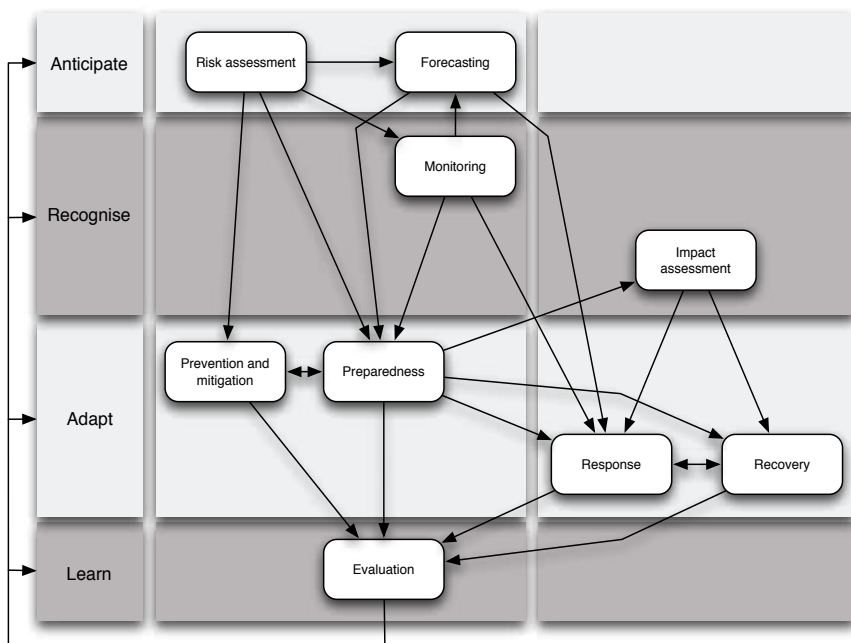 Anticipate
Risk assessment
Forecasting
Monitoring
Recognise
Impact
assessment
Prevention and
mitigation
Preparedness
Adapt
Response
Recovery
Evaluation
Learn